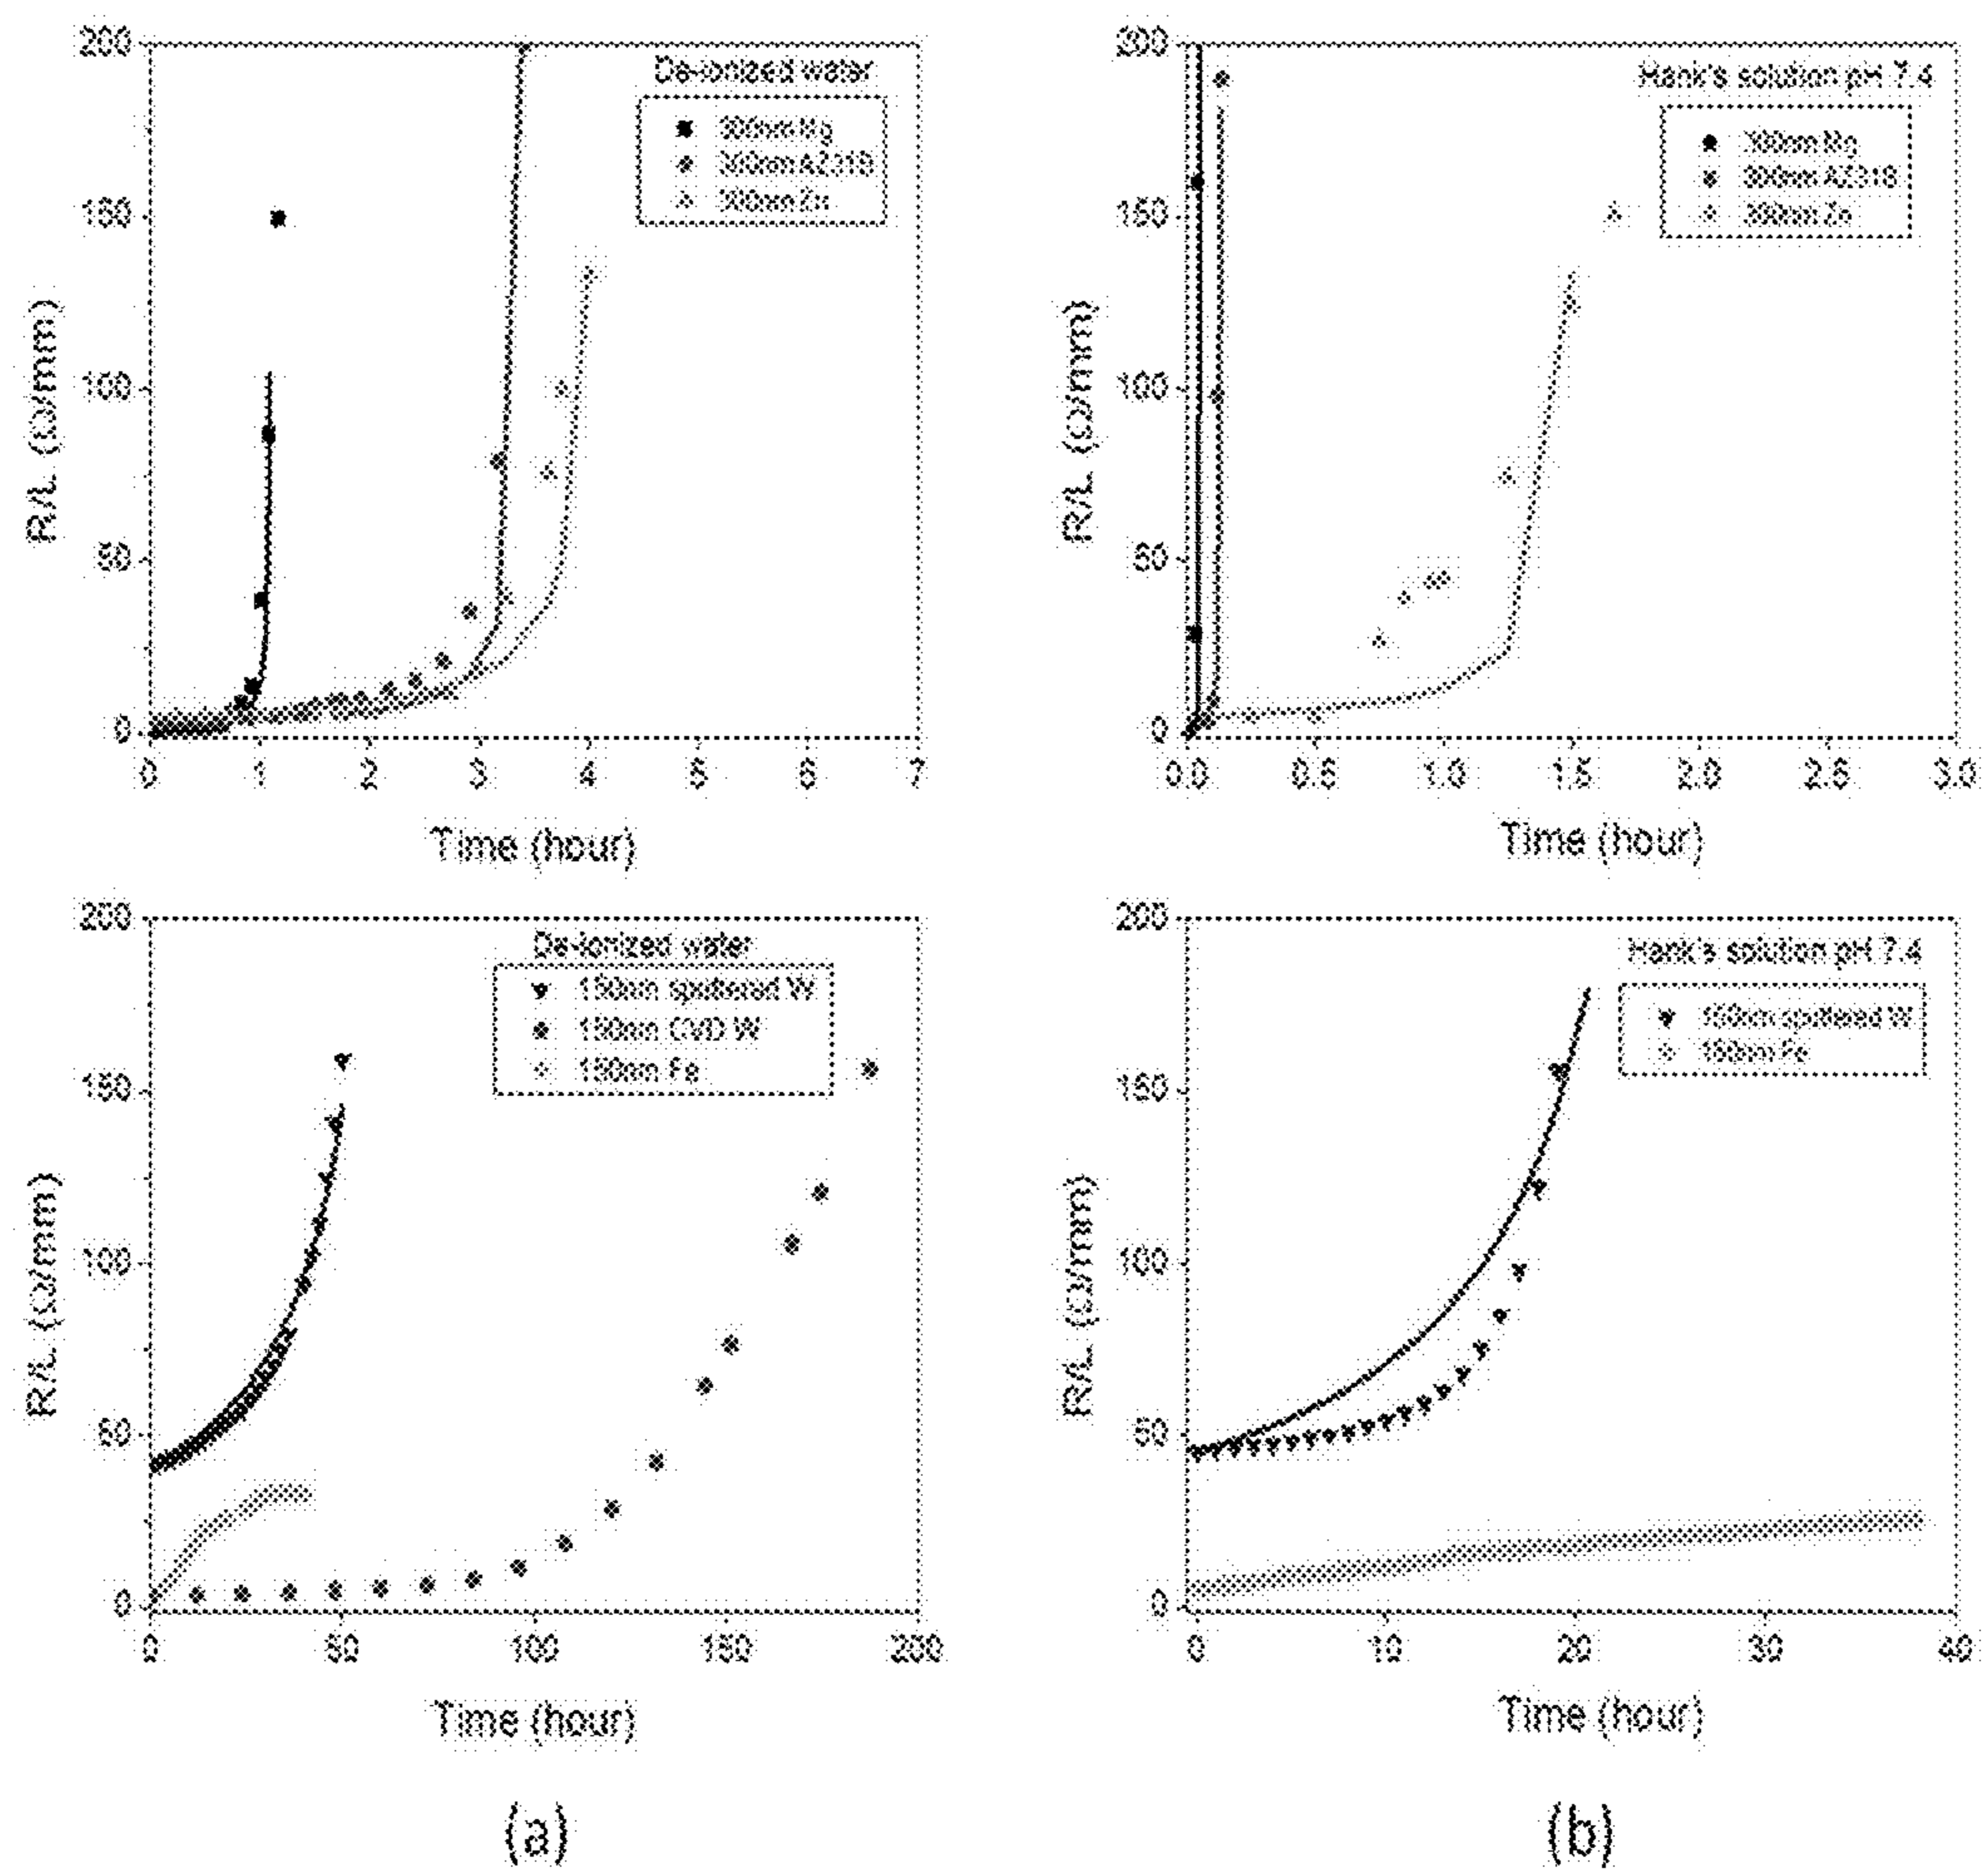 200
150
100
50
0
R/L (Ω/mm)
De-ionized water
300nm Mg
300nm AZ31B
300nm Zn
0 1 2 3 4 5 6 7
Time (hour)
200
150
100
50
0
R/L (Ω/mm)
Hank's solution pH 7.4
300nm Mg
300nm AZ31B
300nm Zn
0.0 0.5 1.0 1.5 2.0 2.5 3.0
Time (hour)
200
150
100
50
0
R/L (Ω/mm)
De-ionized water
150nm sputtered W
150nm CVD W
150nm Fe
0 50 100 150 200
Time (hour)
(a)
200
150
100
50
0
R/L (Ω/mm)
Hank's solution pH 7.4
150nm sputtered W
150nm Fe
0 10 20 30 40
Time (hour)
(b)